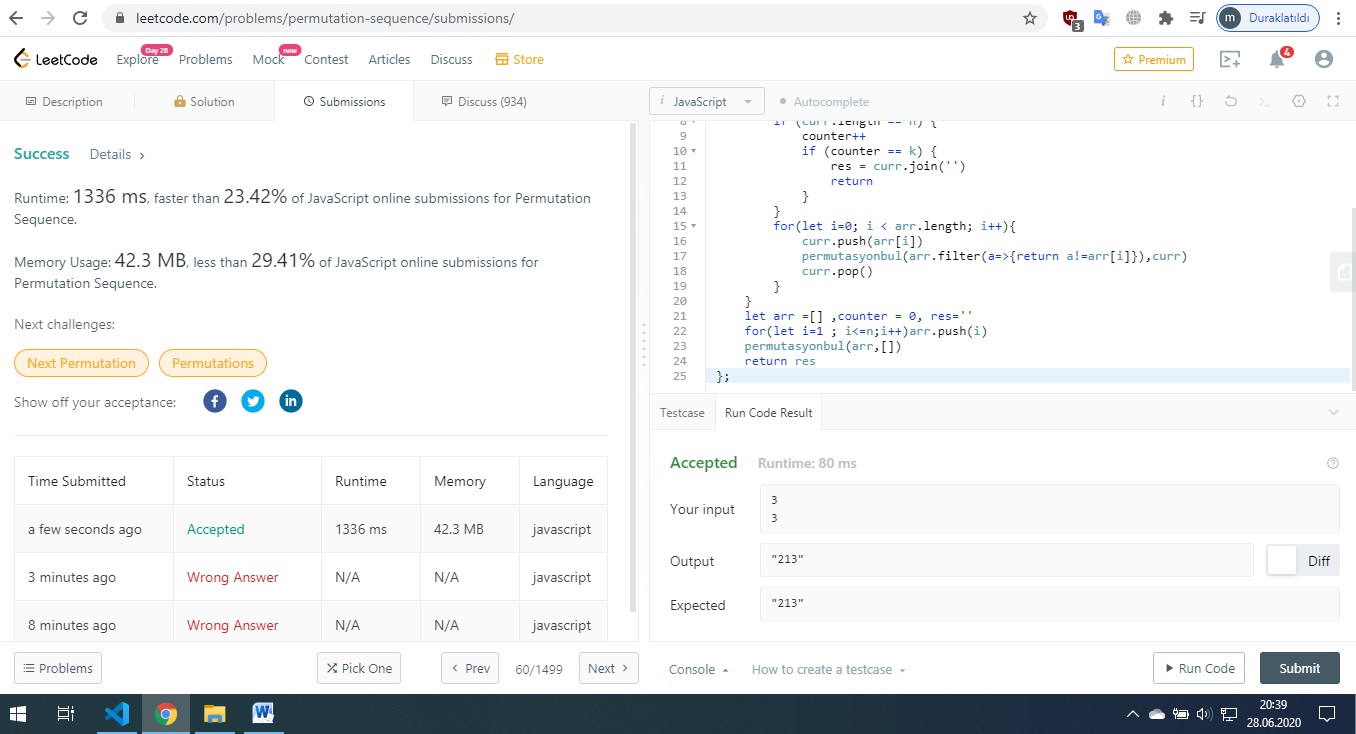 leetcode.com/problems/permutation-sequence/submissions/
3
m Duraklatıldı
LeetCode Explore Day 28 Problems Mock new Contest Articles Discuss Store
Premium 4
Description Solution Submissions Discuss (934)
i JavaScript Autocomplete i {}
Success Details >
Runtime: 1336 ms, faster than 23.42% of JavaScript online submissions for Permutation
Sequence.
Memory Usage: 42.3 MB, less than 29.41% of JavaScript online submissions for
Permutation Sequence.
Next challenges:
Next Permutation Permutations
Show off your acceptance:
Time Submitted Status Runtime Memory Language
a few seconds ago Accepted 1336 ms 42.3 MB javascript
3 minutes ago Wrong Answer N/A N/A javascript
8 minutes ago Wrong Answer N/A N/A javascript
Problems Pick One < Prev 60/1499 Next >
8 if (curr.length == n) {
9 counter++
10 if (counter == k) {
11 res = curr.join('')
12 return
13 }
14 }
15 for(let i=0; i < arr.length; i++){
16 curr.push(arr[i])
17 permutasyonbul(arr.filter(a=>{return a!=arr[i]}),curr)
18 curr.pop()
19 }
20 }
21 let arr =[] ,counter = 0, res=''
22 for(let i=1 ; i<=n;i++)arr.push(i)
23 permutasyonbul(arr,[])
24 return res
25 };
Testcase Run Code Result
Accepted Runtime: 80 ms
Your input
3
3
Output "213" Diff
Expected "213"
Console How to create a testcase Run Code Submit
20:39
28.06.2020